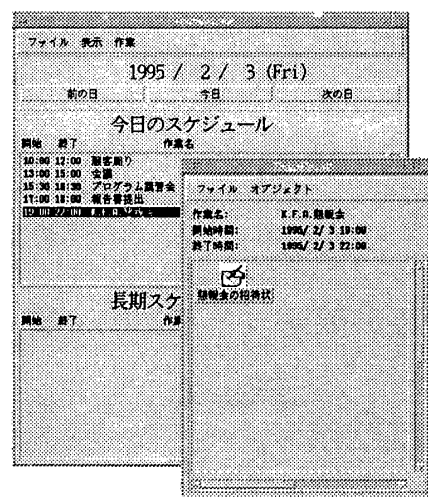 ファイル 表示 作業
1995 / 2 / 3 (Fri)
前の日 今日 次の日
今日のスケジュール
開始 終了 作業名
10:00 12:00 顧客廻り
13:00 15:00 会議
15:30 16:30 プログラム講習会
17:00 18:00 報告書提出
19:00 22:00 K.F.R.
長期スケ
開始 終了
ファイル オブジェクト
作業名: K.F.R.懇親会
開始時間: 1995/ 2/ 3 19:00
終了時間: 1995/ 2/ 3 22:00
懇親会の招待状